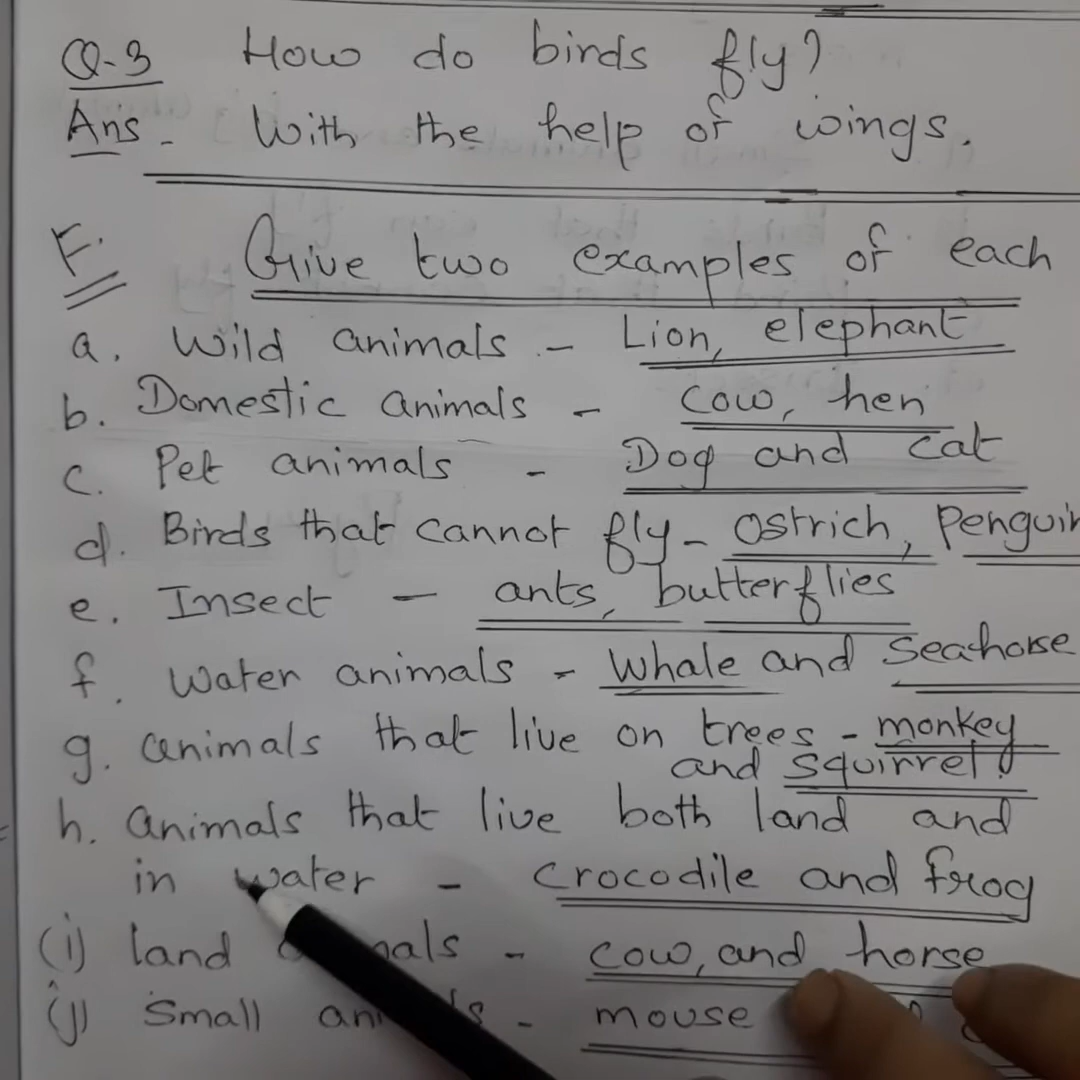 Q-3 How do birds fly?
Ans - With the help of wings.
F. Give two examples of each
a. Wild animals - Lion, elephant
b. Domestic animals - cow, hen
c. Pet animals - Dog and cat
d. Birds that cannot fly - ostrich, penguin
e. Insect - ants, butterflies
f. Water animals - Whale and seahorse
g. animals that live on trees - monkey
and squirrel.
h. animals that live both land and
in water - crocodile and frog
(i) land animals - cow, and horse
(j) Small animals - mouse